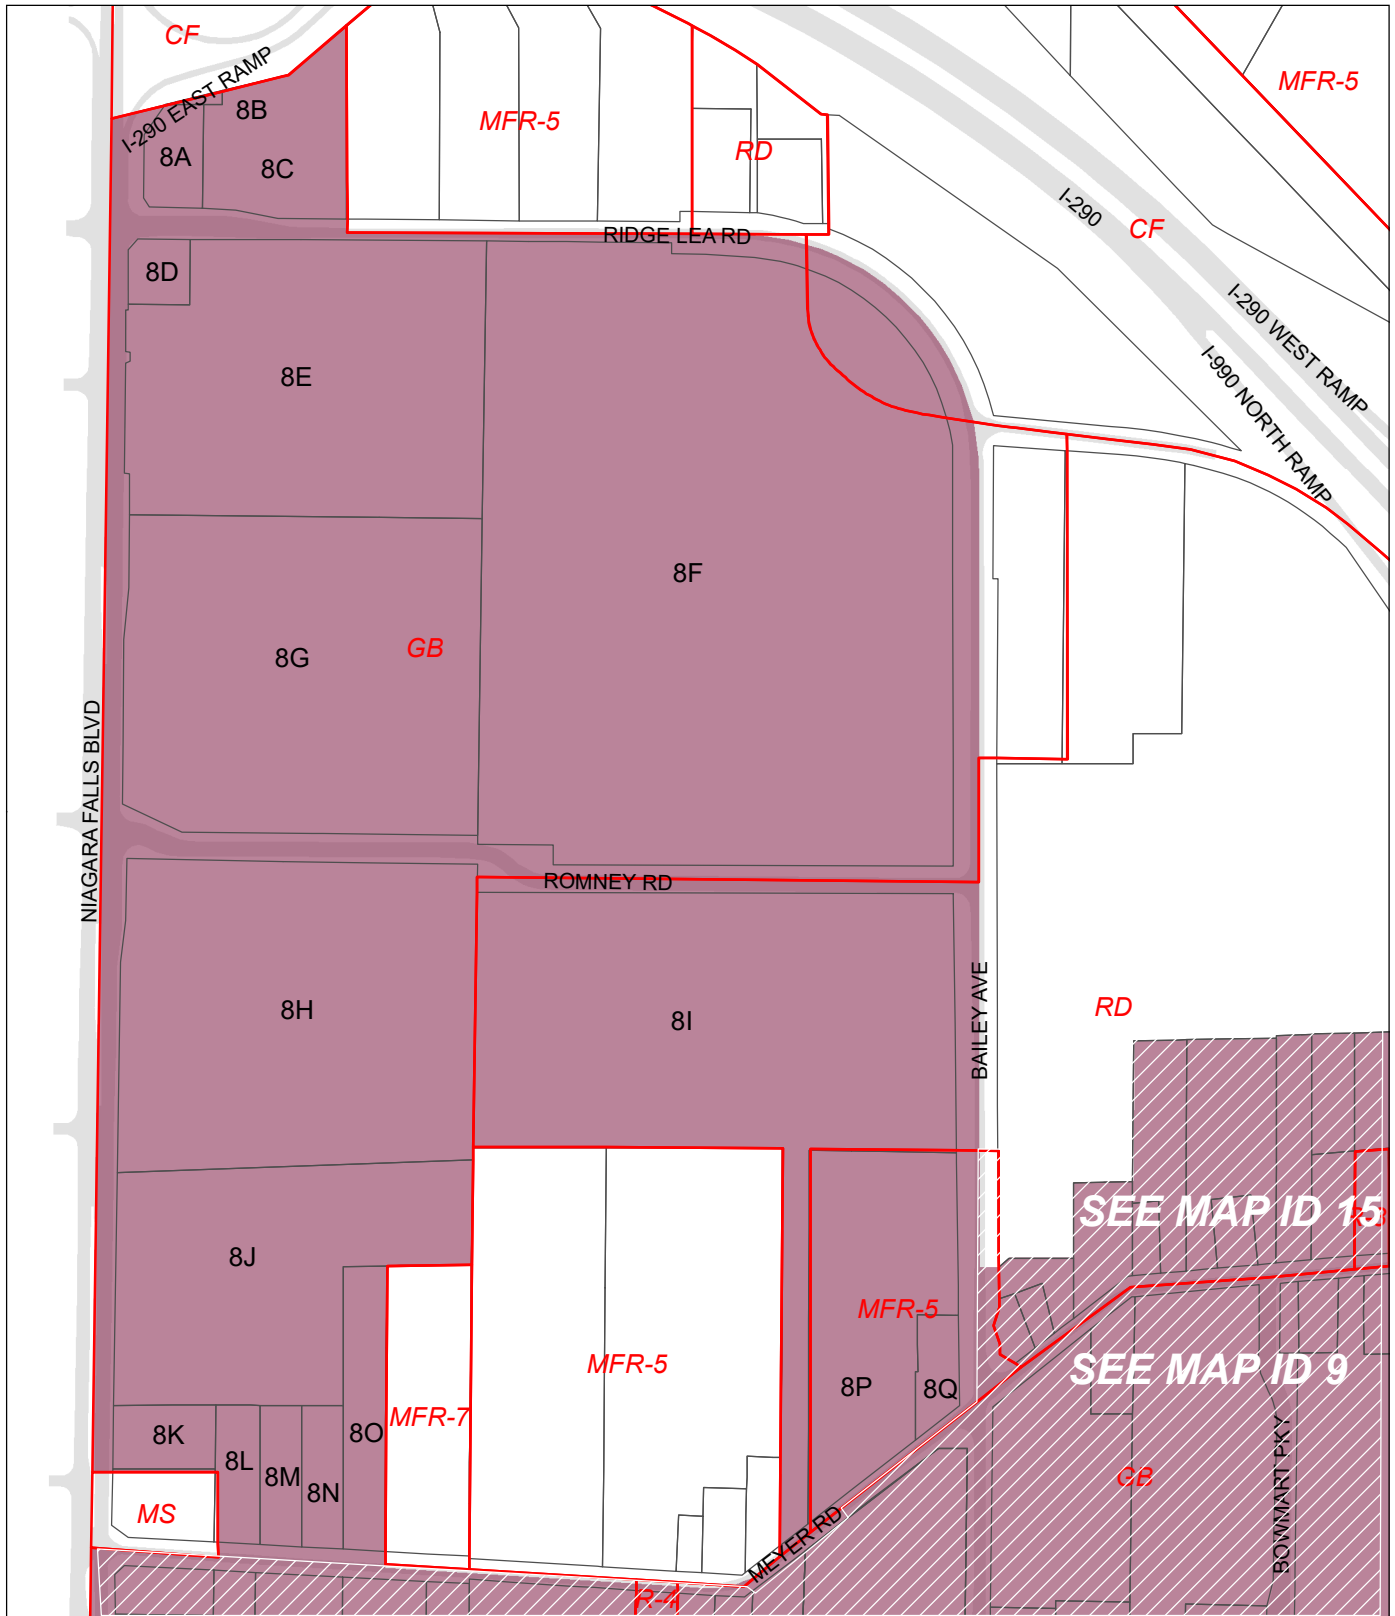 CF
I-290 EAST RAMP
8B
8A
8C
MFR-5
RD
MFR-5
I-290
CF
RIDGE LEA RD
8D
I-290 WEST RAMP
I-990 NORTH RAMP
8E
8F
8G
GB
NIAGARA FALLS BLVD
ROMNEY RD
8H
8I
BAILEY AVE
RD
SEE MAP ID 15
8J
MFR-5
MFR-5
SEE MAP ID 9
8P
8Q
MFR-7
8K
8O
8L
8M
8N
BOWMART PKY
GB
MS
MEYER RD
R-4